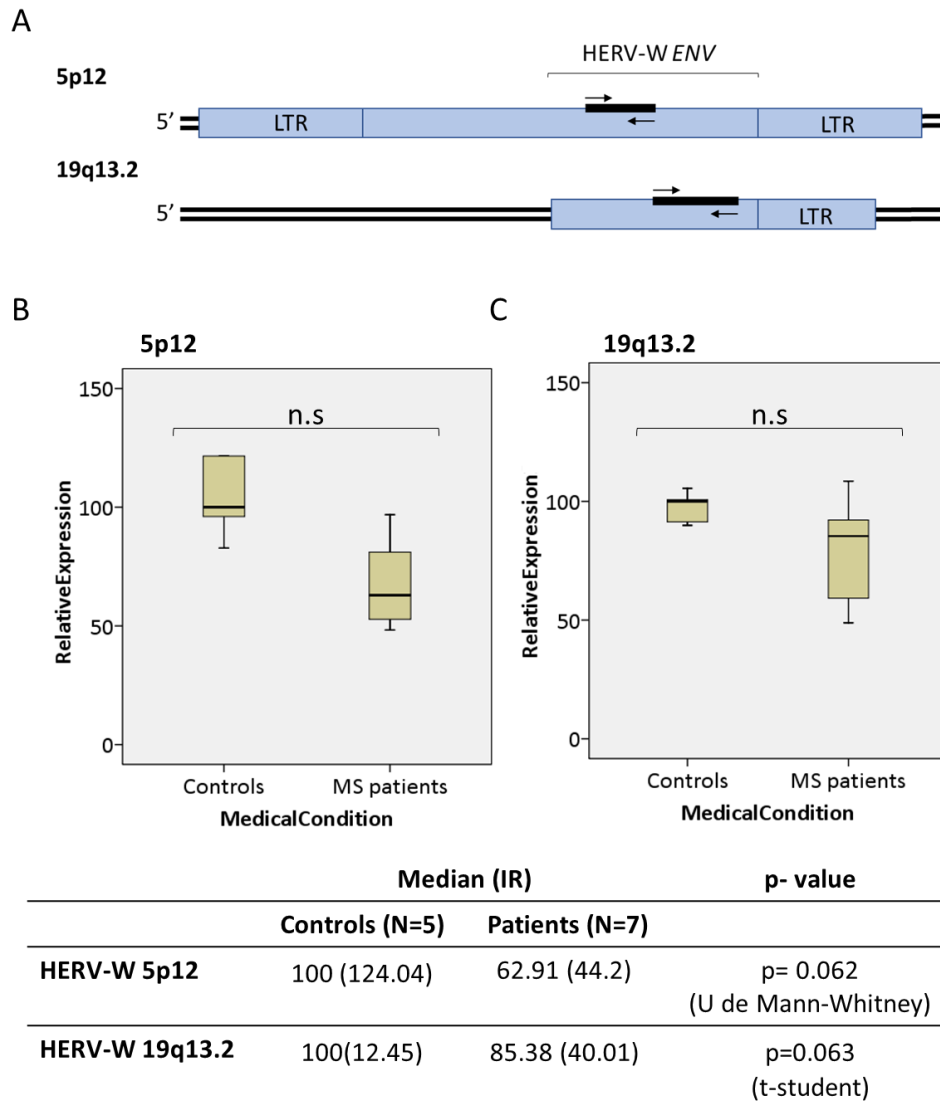 A
HERV-W ENV
5p12
5’ LTR LTR
19q13.2
5’ LTR
B
5p12
150
n.s
100
50
0
RelativeExpression
Controls MS patients
MedicalCondition
C
19q13.2
150
n.s
100
50
0
RelativeExpression
Controls MS patients
MedicalCondition
Median (IR) p- value
Controls (N=5) Patients (N=7)
HERV-W 5p12 100 (124.04) 62.91 (44.2) p= 0.062
(U de Mann-Whitney)
HERV-W 19q13.2 100(12.45) 85.38 (40.01) p=0.063
(t-student)